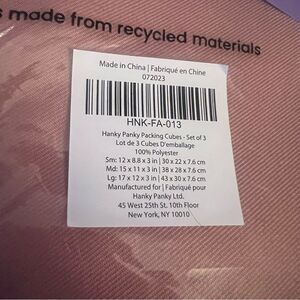 s made from recycled materials
Made in China | Fabriqué en Chine
072023
HNK-FA-013
Hanky Panky Packing Cubes - Set of 3
Lot de 3 Cubes D'emballage
100% Polyester
Sm: 12 x 8.8 x 3 in | 30 x 22 x 7.6 cm
Md: 15 x 11 x 3 in | 38 x 28 x 7.6 cm
Lg: 17 x 12 x 3 in | 43 x 30 x 7.6 cm
Manufactured for | Fabriqué pour
Hanky Panky Ltd.
45 West 25th St. 10th Floor
New York, NY 10010